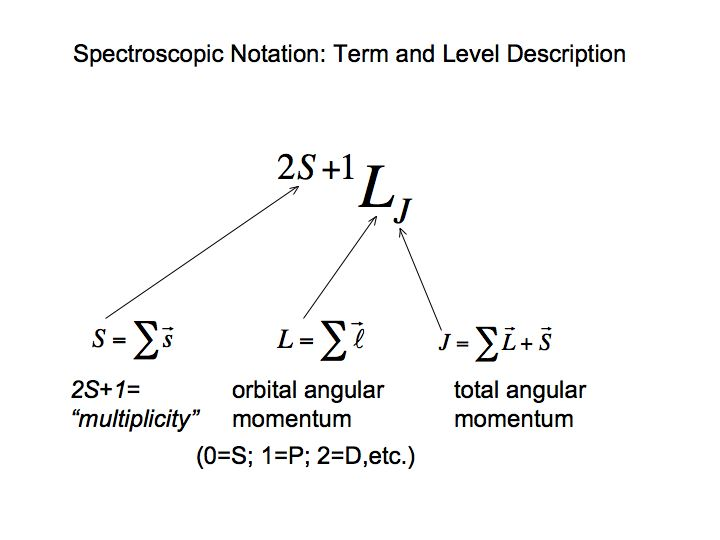 Spectroscopic Notation: Term and Level Description
2S+1 L J
S = ∑ s⃗
L = ∑ ℓ⃗
J = ∑ L⃗ + S⃗
2S+1=
“multiplicity”
orbital angular
momentum
(0=S; 1=P; 2=D,etc.)
total angular
momentum